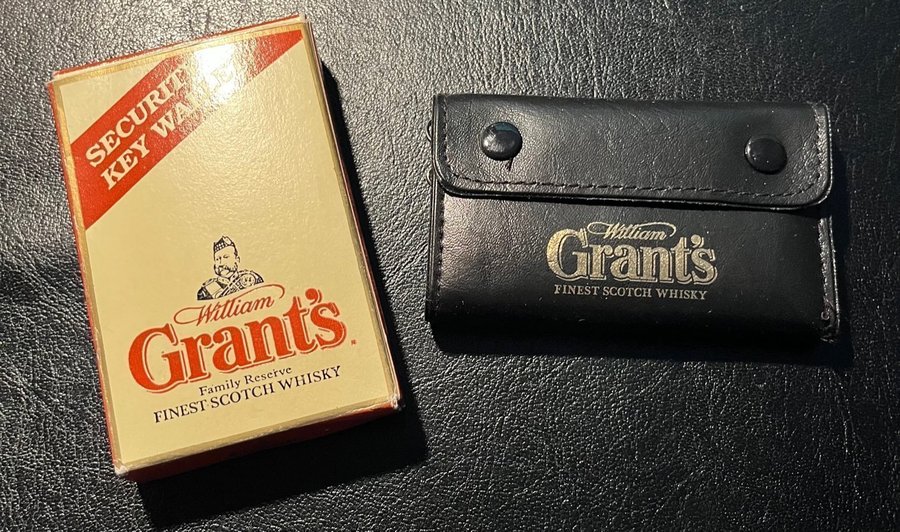 SECURITY
KEY WALLET
William
Grant's
Family Reserve
FINEST SCOTCH WHISKY
William
Grant's
FINEST SCOTCH WHISKY